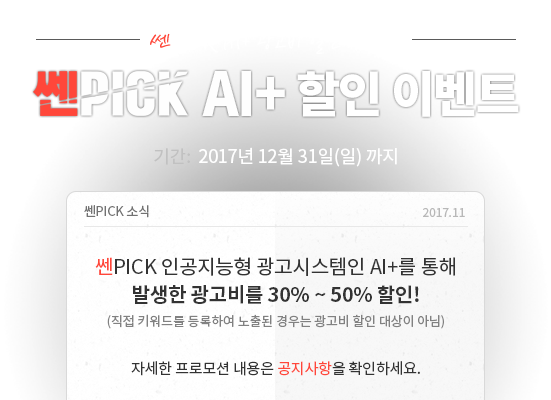 쎈
쎈PICK AI+ 할인 이벤트
기간: 2017년 12월 31일(일) 까지
쎈PICK 소식
2017.11
쎈PICK 인공지능형 광고시스템인 AI+를 통해
발생한 광고비를 30% ~ 50% 할인!
(직접 키워드를 등록하여 노출된 경우는 광고비 할인 대상이 아님)
자세한 프로모션 내용은 공지사항을 확인하세요.